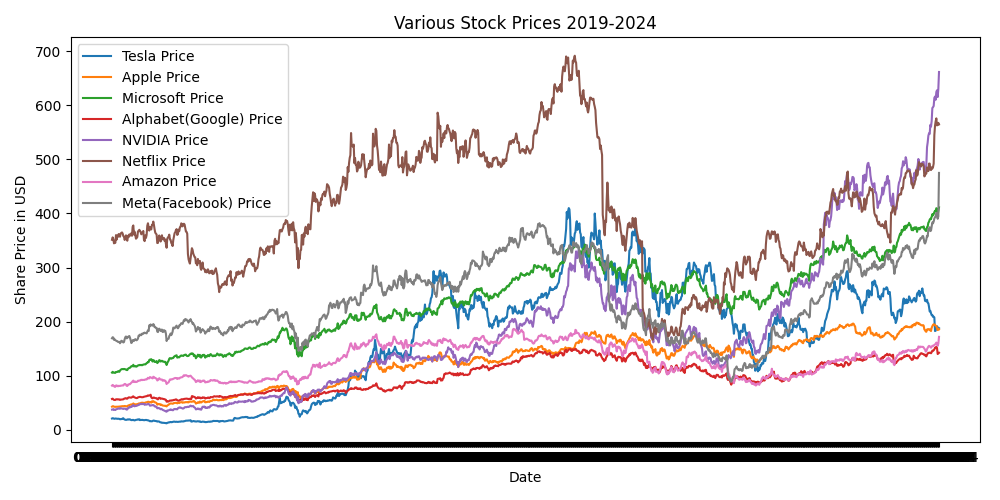 Various Stock Prices 2019-2024
Tesla Price
Apple Price
Microsoft Price
Alphabet(Google) Price
NVIDIA Price
Netflix Price
Amazon Price
Meta(Facebook) Price
Share Price in USD
700
600
500
400
300
200
100
0
Date